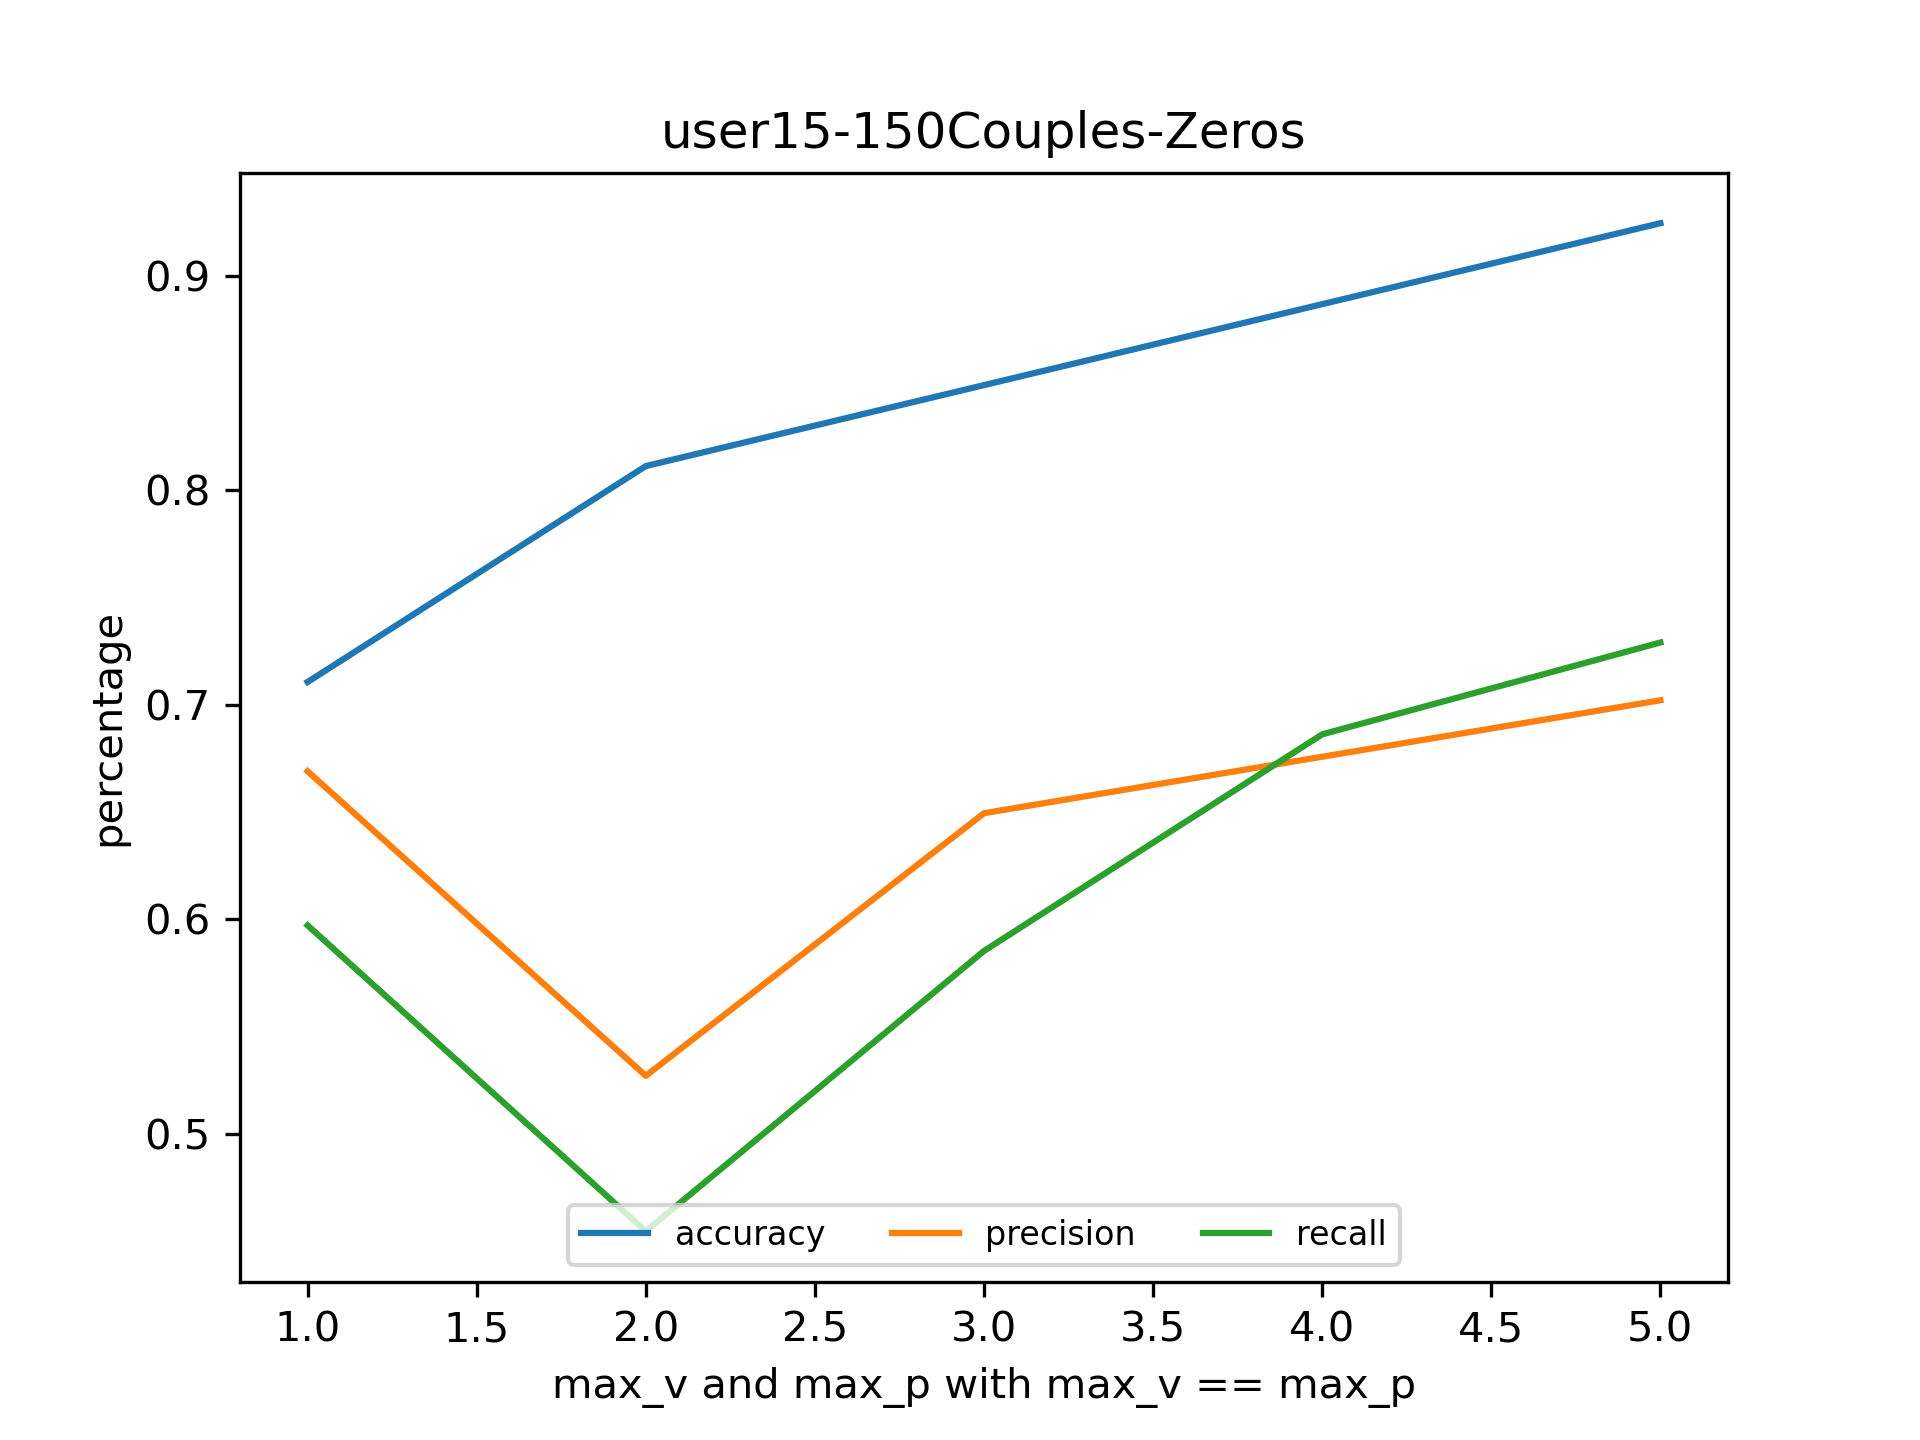 user15-150Couples-Zeros
percentage
0.9
0.8
0.7
0.6
0.5
accuracy precision recall
1.0 1.5 2.0 2.5 3.0 3.5 4.0 4.5 5.0
max_v and max_p with max_v == max_p